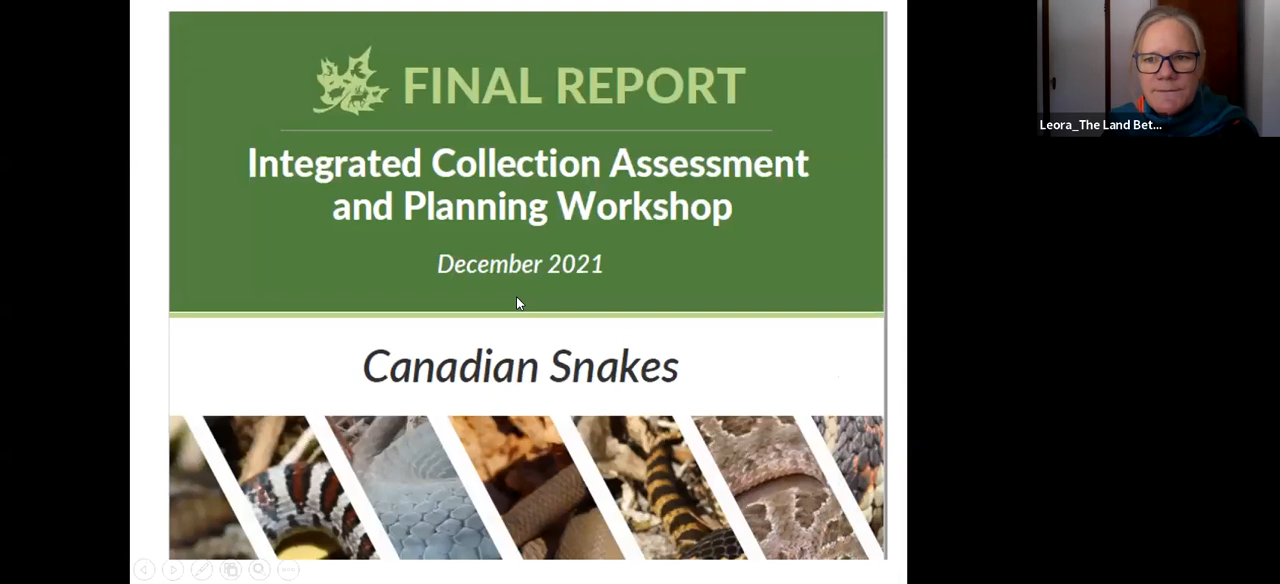 FINAL REPORT
Integrated Collection Assessment
and Planning Workshop
December 2021
Canadian Snakes
Leora_The Land Bet...